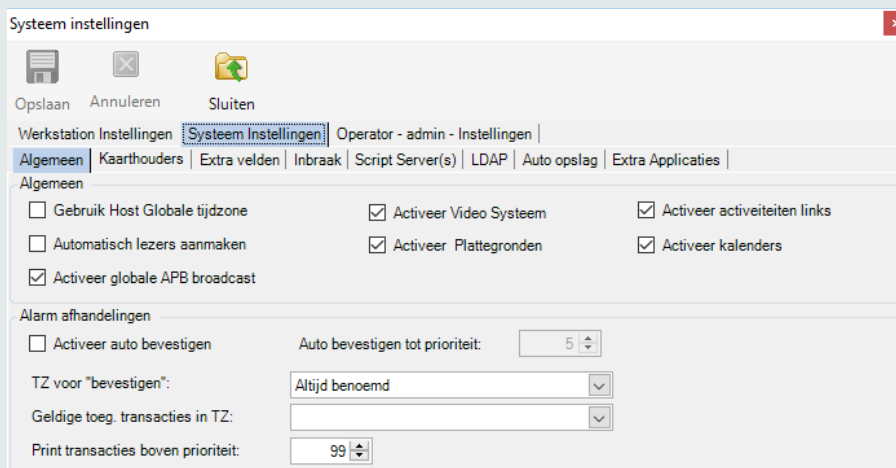 Systeem instellingen
Opslaan Annuleren Sluiten
Werkstation Instellingen Systeem Instellingen Operator - admin - Instellingen
Algemeen Kaarthouders Extra velden Inbraak Script Server(s) LDAP Auto opslag Extra Applicaties
Algemeen
Gebruik Host Globale tijdzone Activeer Video Systeem Activeer activeiteiten links
Automatisch lezers aanmaken Activeer Plattegronden Activeer kalenders
Activeer globale APB broadcast
Alarm afhandelingen
Activeer auto bevestigen Auto bevestigen tot prioriteit: 5
TZ voor "bevestigen": Altijd benoemd
Geldige toeg. transacties in TZ:
Print transacties boven prioriteit: 99